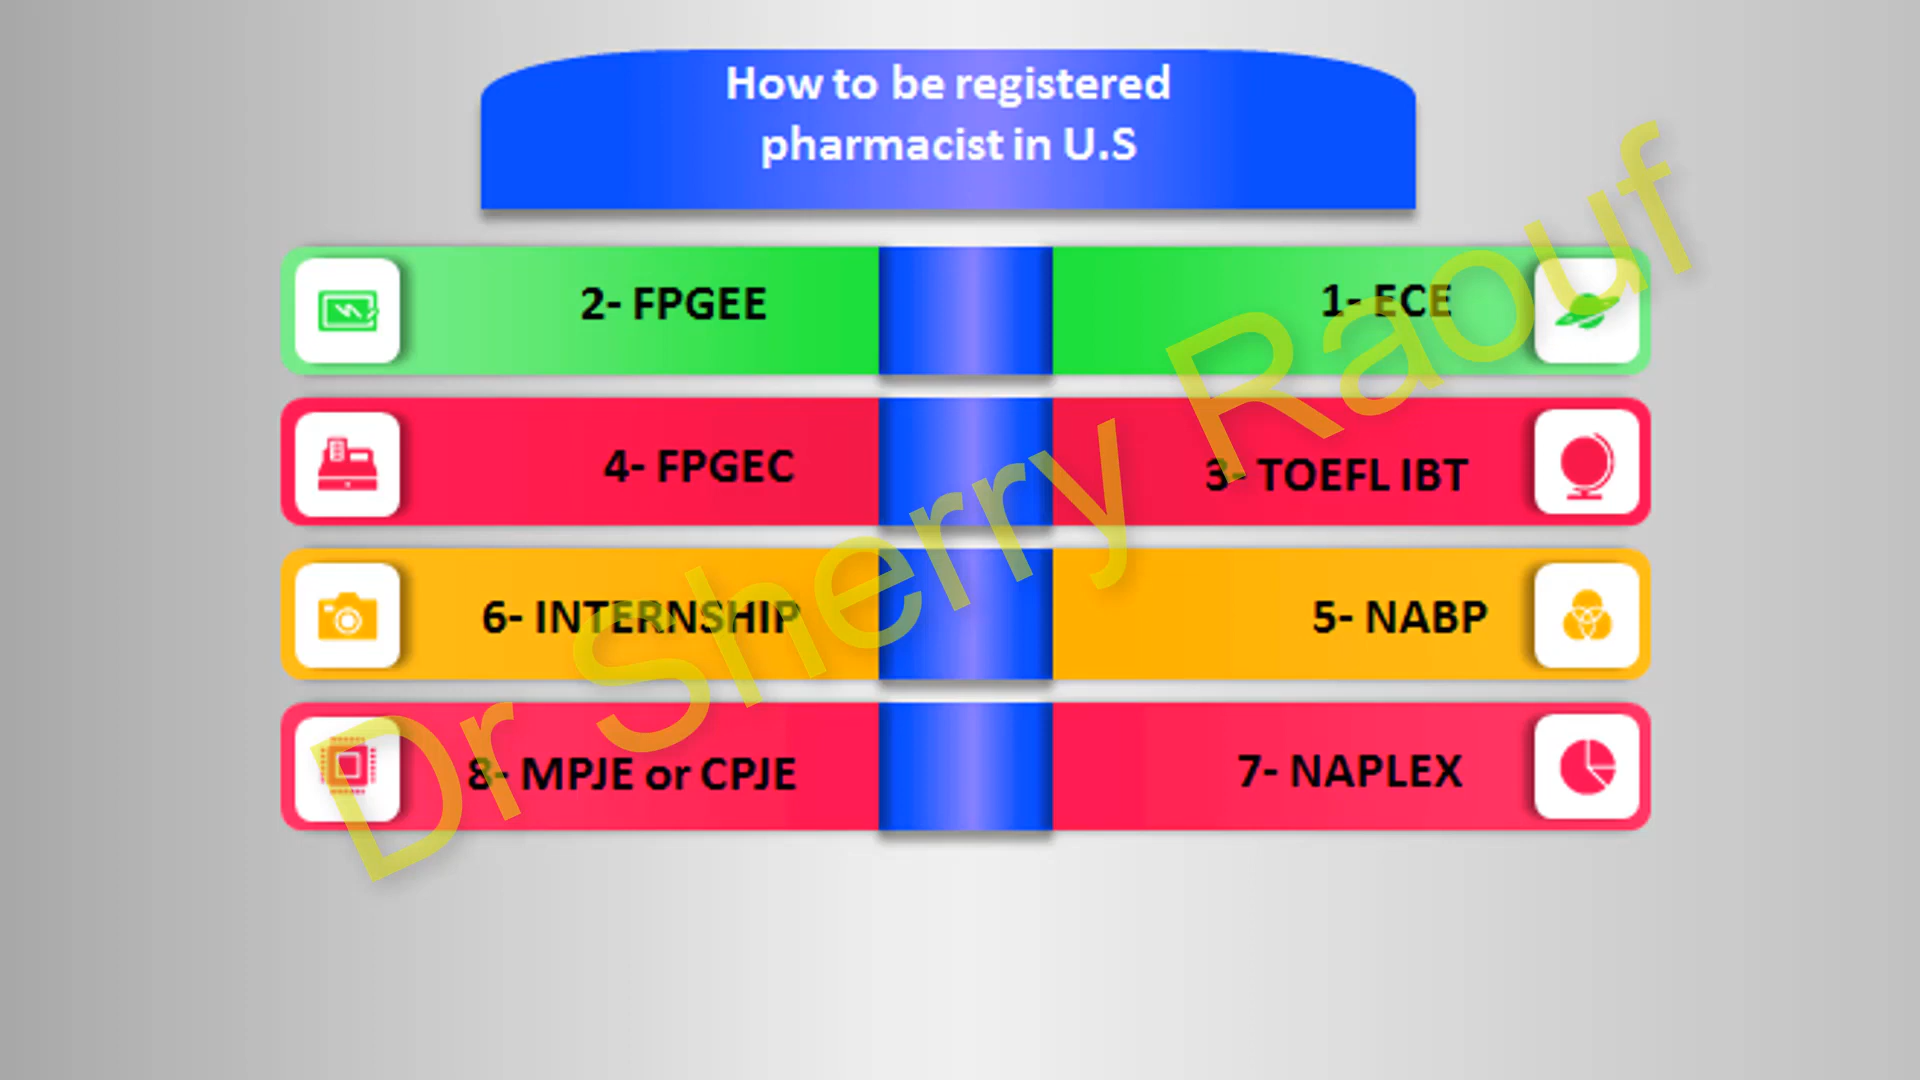 How to be registered
pharmacist in U.S
1- ECE
2- FPGEE
3- TOEFL IBT
4- FPGEC
5- NABP
6- INTERNSHIP
7- NAPLEX
8- MPJE or CPJE
Dr Sherry Raouf